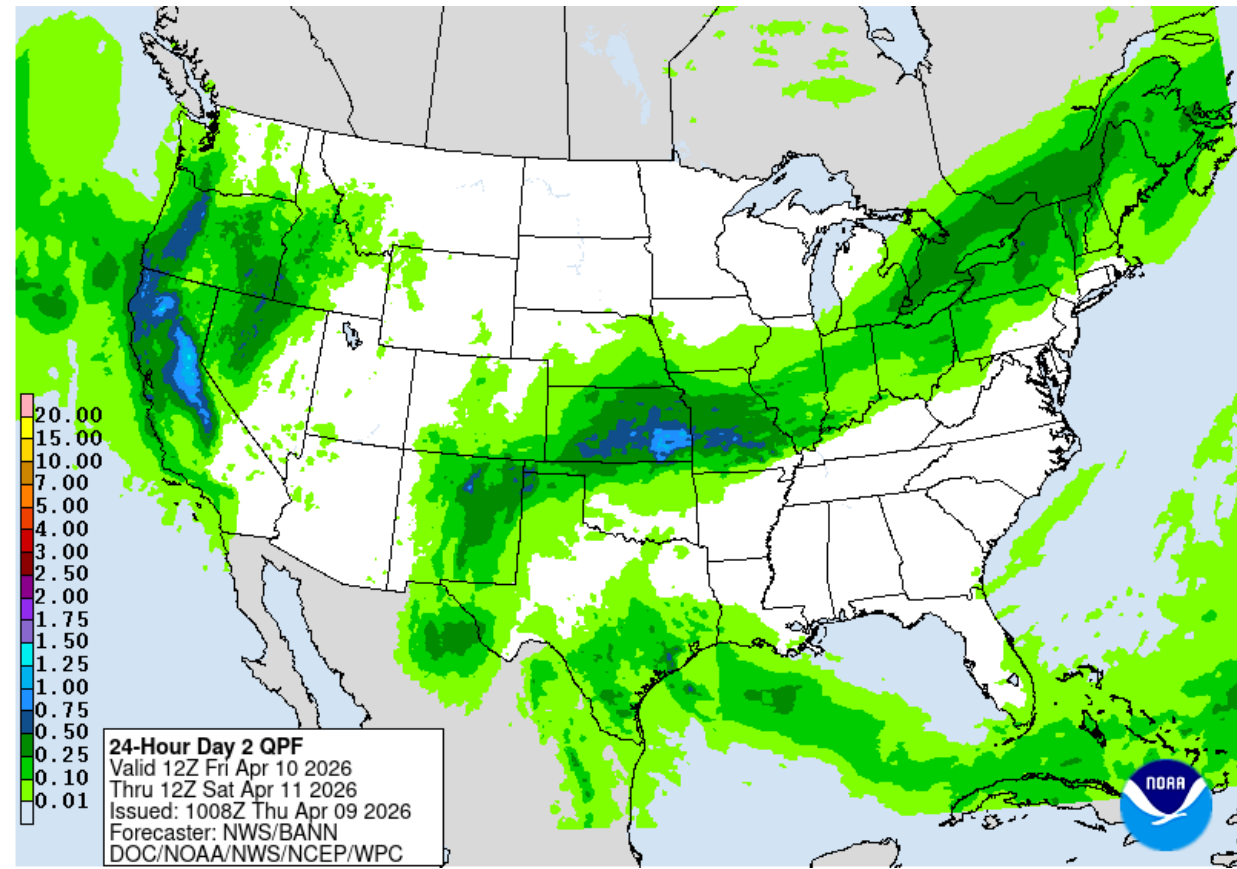 20.00
15.00
10.00
7.00
5.00
4.00
3.00
2.50
2.00
1.75
1.50
1.25
1.00
0.75
0.50
0.25
0.10
0.01
24-Hour Day 2 QPF
Valid 12Z Fri Apr 10 2026
Thru 12Z Sat Apr 11 2026
Issued: 1008Z Thu Apr 09 2026
Forecaster: NWS/BANN
DOC/NOAA/NWS/NCEP/WPC
NOAA